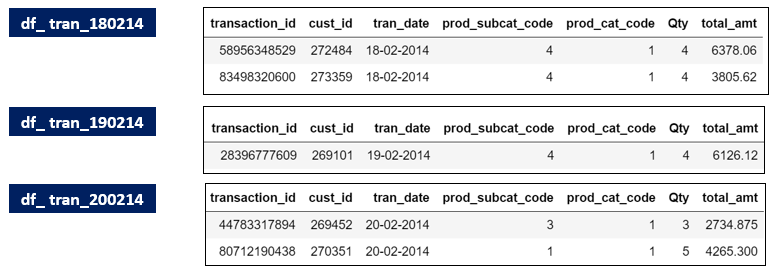 df_ tran_180214
transaction_id cust_id tran_date prod_subcat_code prod_cat_code Qty total_amt
58956348529 272484 18-02-2014 4 1 4 6378.06
83498320600 273359 18-02-2014 4 1 4 3805.62
df_ tran_190214
transaction_id cust_id tran_date prod_subcat_code prod_cat_code Qty total_amt
28396777609 269101 19-02-2014 4 1 4 6126.12
df_ tran_200214
transaction_id cust_id tran_date prod_subcat_code prod_cat_code Qty total_amt
44783317894 269452 20-02-2014 3 1 3 2734.875
80712190438 270351 20-02-2014 1 1 5 4265.300